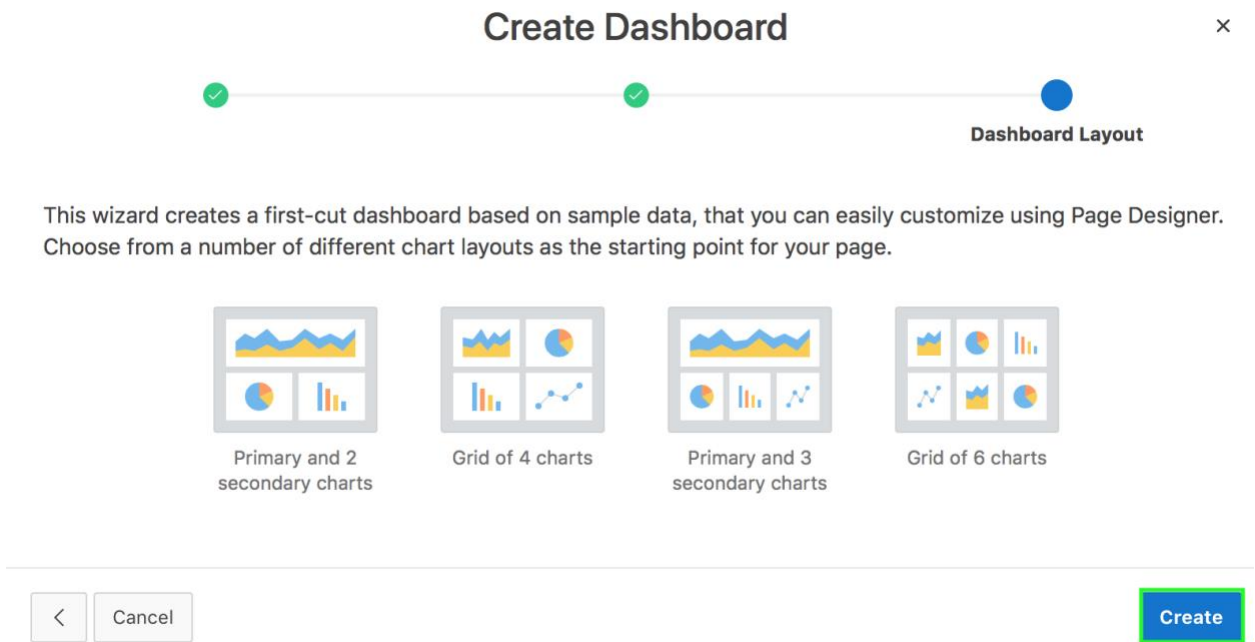 Create Dashboard
Dashboard Layout
This wizard creates a first-cut dashboard based on sample data, that you can easily customize using Page Designer.
Choose from a number of different chart layouts as the starting point for your page.
Primary and 2
secondary charts
Grid of 4 charts
Primary and 3
secondary charts
Grid of 6 charts
Cancel
Create